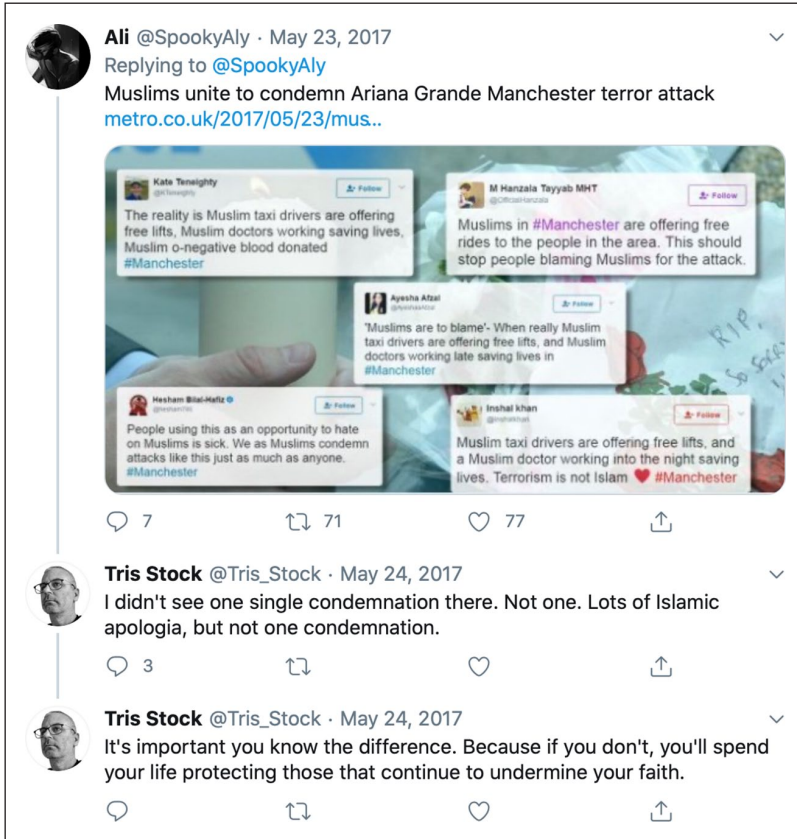 Ali @SpookyAly · May 23, 2017
Replying to @SpookyAly
Muslims unite to condemn Ariana Grande Manchester terror attack
metro.co.uk/2017/05/23/mus...
Kate Teneighty
Follow
The reality is Muslim taxi drivers are offering
free lifts, Muslim doctors working saving lives,
Muslim o-negative blood donated
#Manchester
M Hanzala Tayyab MHT
@OfficialHanzala
Follow
Muslims in #Manchester are offering free
rides to the people in the area. This should
stop people blaming Muslims for the attack.
Ayesha Afzal
Follow
'Muslims are to blame'- When really Muslim
taxi drivers are offering free lifts, and Muslim
doctors working late saving lives in
#Manchester
R.I.P.
So Sorry
Hesham Bilal-Hafiz
Follow
People using this as an opportunity to hate
on Muslims is sick. We as Muslims condemn
attacks like this just as much as anyone.
#Manchester
Inshal khan
Follow
Muslim taxi drivers are offering free lifts, and
a Muslim doctor working into the night saving
lives. Terrorism is not Islam ♥ #Manchester
7 71 77
Tris Stock @Tris_Stock · May 24, 2017
I didn't see one single condemnation there. Not one. Lots of Islamic
apologia, but not one condemnation.
3
Tris Stock @Tris_Stock · May 24, 2017
It's important you know the difference. Because if you don't, you'll spend
your life protecting those that continue to undermine your faith.